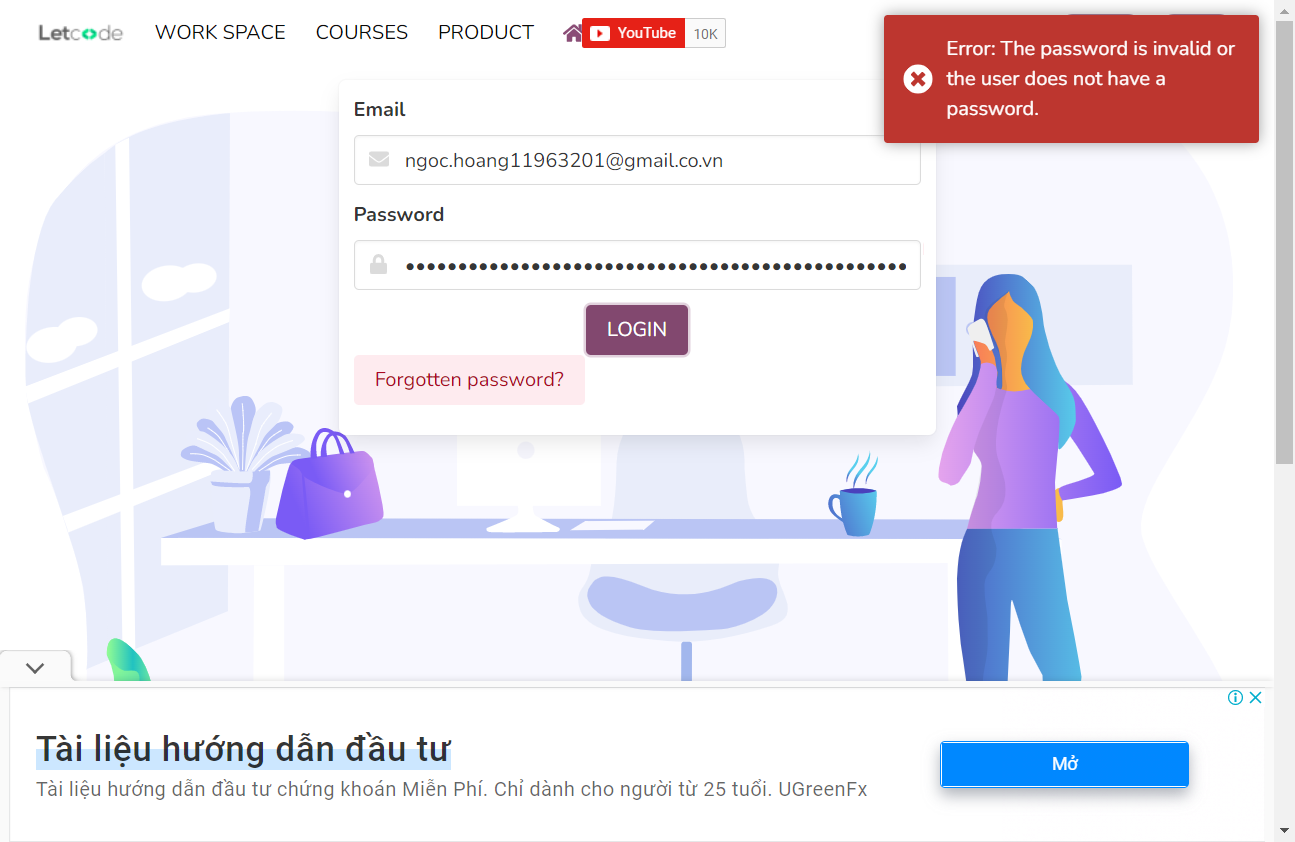 Letcode WORK SPACE COURSES PRODUCT YouTube 10K
Error: The password is invalid or
the user does not have a
password.
Email
ngoc.hoang11963201@gmail.co.vn
Password
••••••••••••••••••••••••••••••••••••••••••••••••
LOGIN
Forgotten password?
Tài liệu hướng dẫn đầu tư
Tài liệu hướng dẫn đầu tư chứng khoán Miễn Phí. Chỉ dành cho người từ 25 tuổi. UGreenFx
Mở